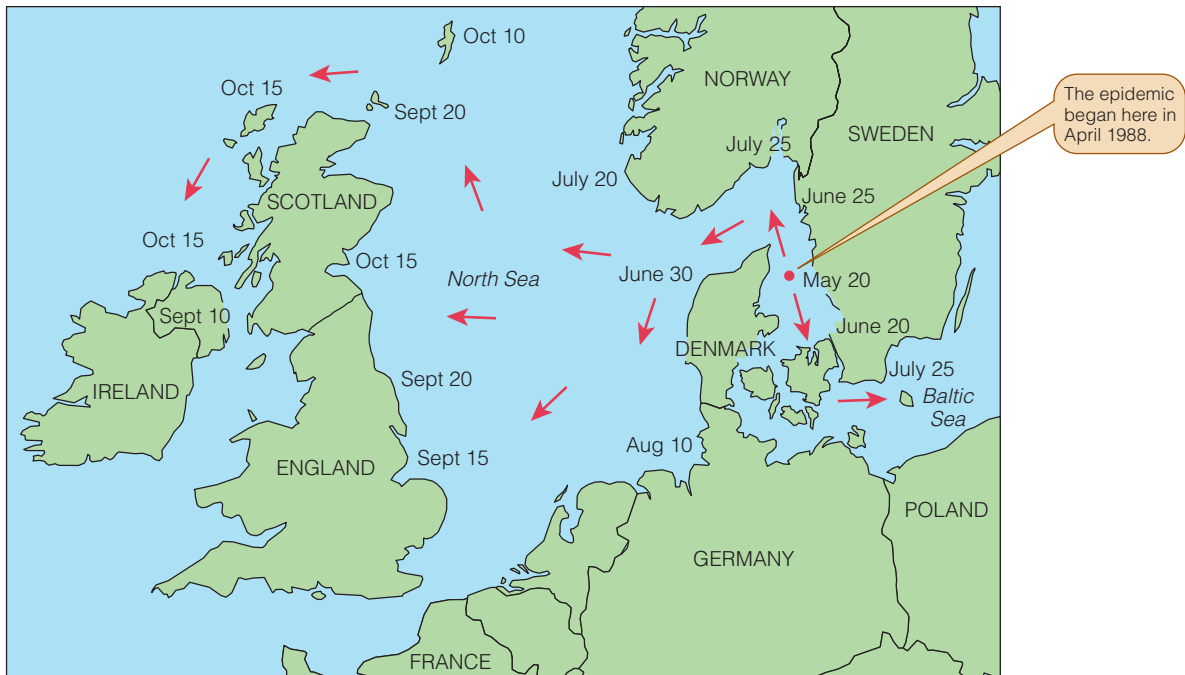 Oct 10
NORWAY
Oct 15
Sept 20
The epidemic
began here in
April 1988.
SWEDEN
July 25
July 20
SCOTLAND
June 25
Oct 15
Oct 15
North Sea
June 30
May 20
Sept 10
June 20
DENMARK
IRELAND
Sept 20
July 25
Baltic
Sea
Aug 10
Sept 15
ENGLAND
POLAND
GERMANY
FRANCE